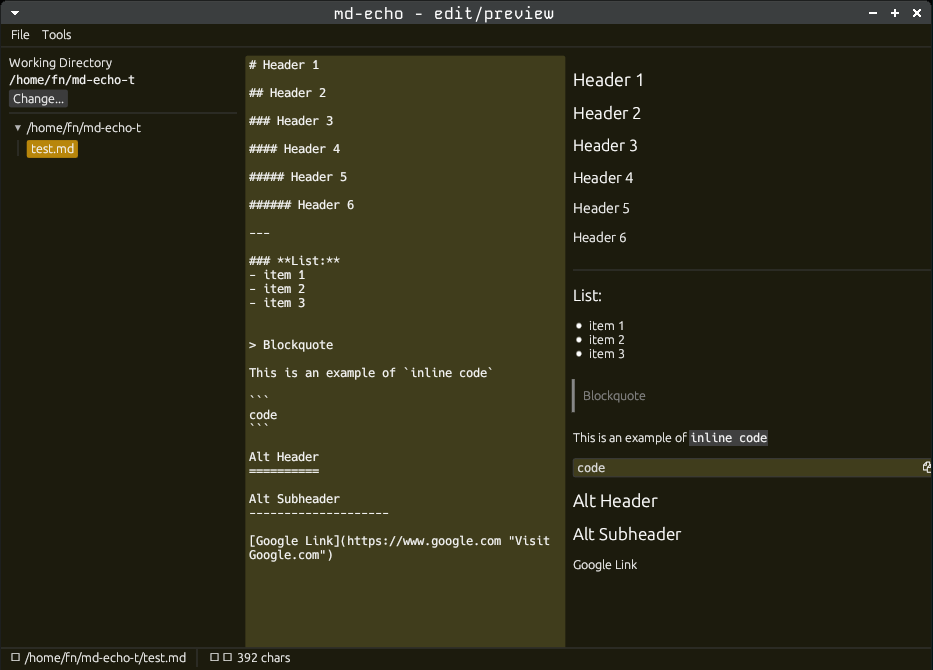 md-echo - edit/preview
File Tools
Working Directory
/home/fn/md-echo-t
Change...
/home/fn/md-echo-t
test.md
# Header 1
## Header 2
### Header 3
#### Header 4
##### Header 5
###### Header 6
---
### **List:**
- item 1
- item 2
- item 3
> Blockquote
This is an example of `inline code`
```
code
```
Alt Header
==========
Alt Subheader
--------------------
[Google Link](https://www.google.com "Visit
Google.com")
Header 1
Header 2
Header 3
Header 4
Header 5
Header 6
List:
• item 1
• item 2
• item 3
Blockquote
This is an example of inline code
code
Alt Header
Alt Subheader
Google Link
/home/fn/md-echo-t/test.md
392 chars